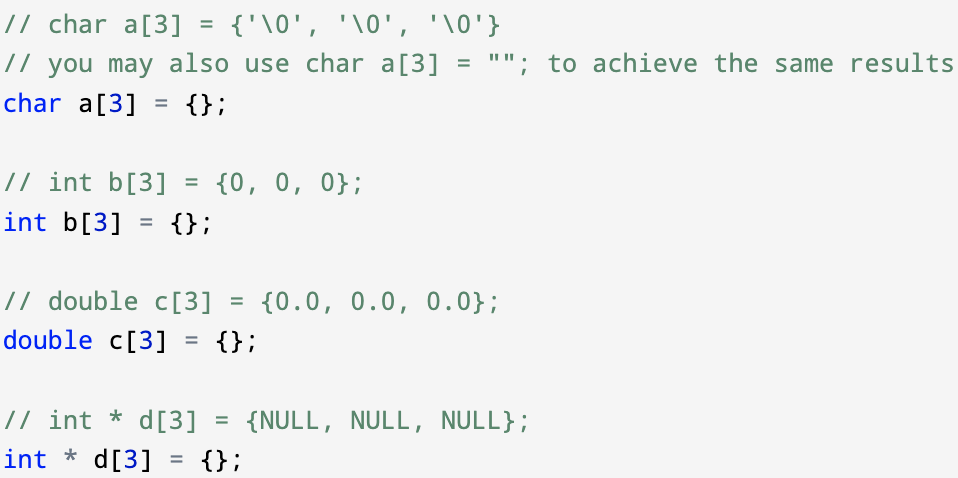 // char a[3] = {'\0', '\0', '\0'}
// you may also use char a[3] = ""; to achieve the same results
char a[3] = {};
// int b[3] = {0, 0, 0};
int b[3] = {};
// double c[3] = {0.0, 0.0, 0.0};
double c[3] = {};
// int * d[3] = {NULL, NULL, NULL};
int * d[3] = {};